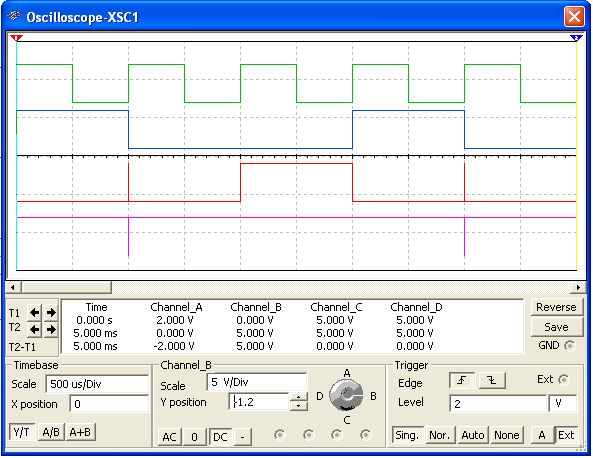 Oscilloscope-XSC1
1 2
Time Channel_A Channel_B Channel_C Channel_D
T1 0.000 s 2.000 V 0.000 V 5.000 V 5.000 V
T2 5.000 ms 0.000 V 5.000 V 0.000 V 5.000 V
T2-T1 5.000 ms -2.000 V 5.000 V 5.000 V 0.000 V
Reverse
Save
GND
Timebase
Scale 500 us/Div
X position 0
Y/T A/B A+B
Channel_B
Scale 5 V/Div
Y position -1.2
AC 0 DC -
A
D B
C
Trigger
Edge Ext
Level 2 V
Sing. Nor. Auto None A Ext